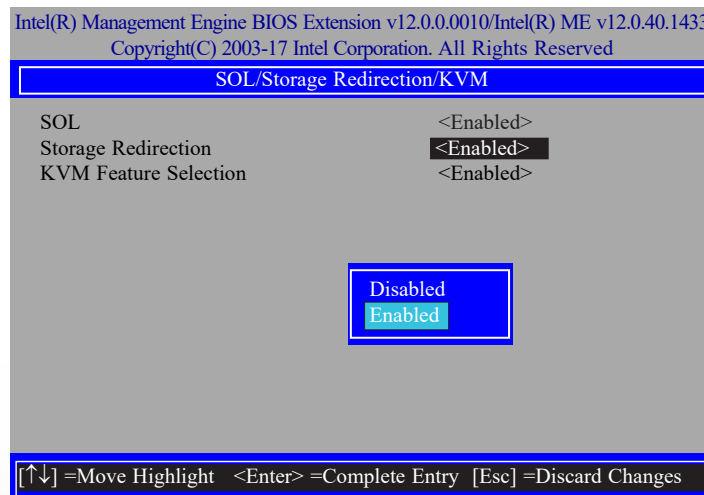 Intel(R) Management Engine BIOS Extension v12.0.0.0010/Intel(R) ME v12.0.40.1433
Copyright(C) 2003-17 Intel Corporation. All Rights Reserved
SOL/Storage Redirection/KVM
SOL <Enabled>
Storage Redirection <Enabled>
KVM Feature Selection <Enabled>
Disabled
Enabled
[↑↓] =Move Highlight <Enter> =Complete Entry [Esc] =Discard Changes